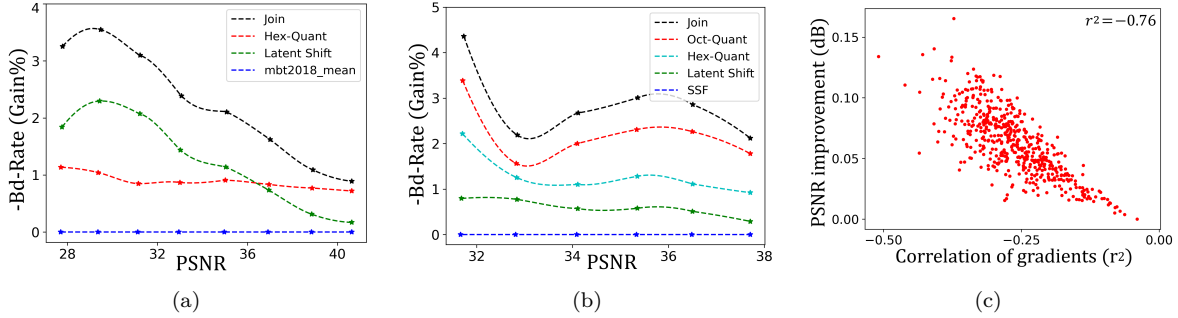 -Bd-Rate (Gain%)
4
3
2
1
0
Join
Hex-Quant
Latent Shift
mbt2018_mean
28
32
36
40
PSNR
(a)
-Bd-Rate (Gain%)
5
4
3
2
1
0
Join
Oct-Quant
Hex-Quant
Latent Shift
SSF
32
34
36
38
PSNR
(b)
PSNR improvement (dB)
0.15
0.10
0.05
0.00
r²=−0.76
−0.50
−0.25
0.00
Correlation of gradients (r²)
(c)